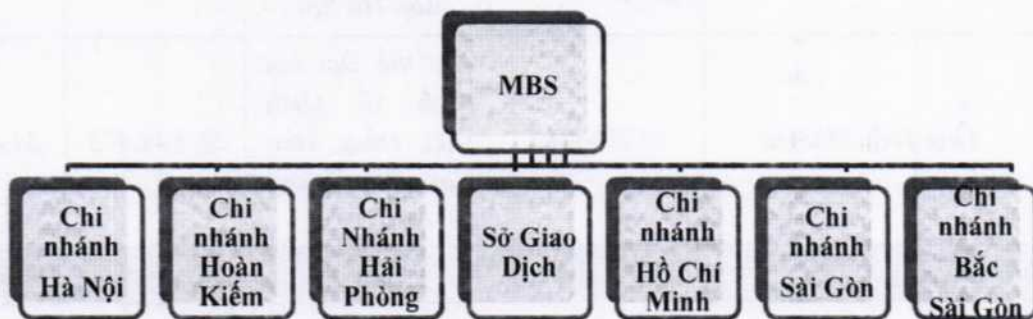 MBS
Chi
nhánh
Hà Nội
Chi
nhánh
Hoàn
Kiếm
Chi
Nhánh
Hải
Phòng
Sở Giao
Dịch
Chi
nhánh
Hồ Chí
Minh
Chi
nhánh
Sài Gòn
Chi
nhánh
Bắc
Sài Gòn